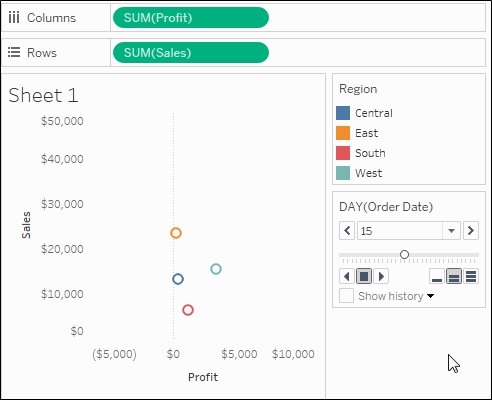 Columns SUM(Profit)
Rows SUM(Sales)
Sheet 1
$50,000
$40,000
$30,000
$20,000
$10,000
$0
Sales
($5,000) $0 $5,000 $10,000
Profit
Region
Central
East
South
West
DAY(Order Date)
15
Show history